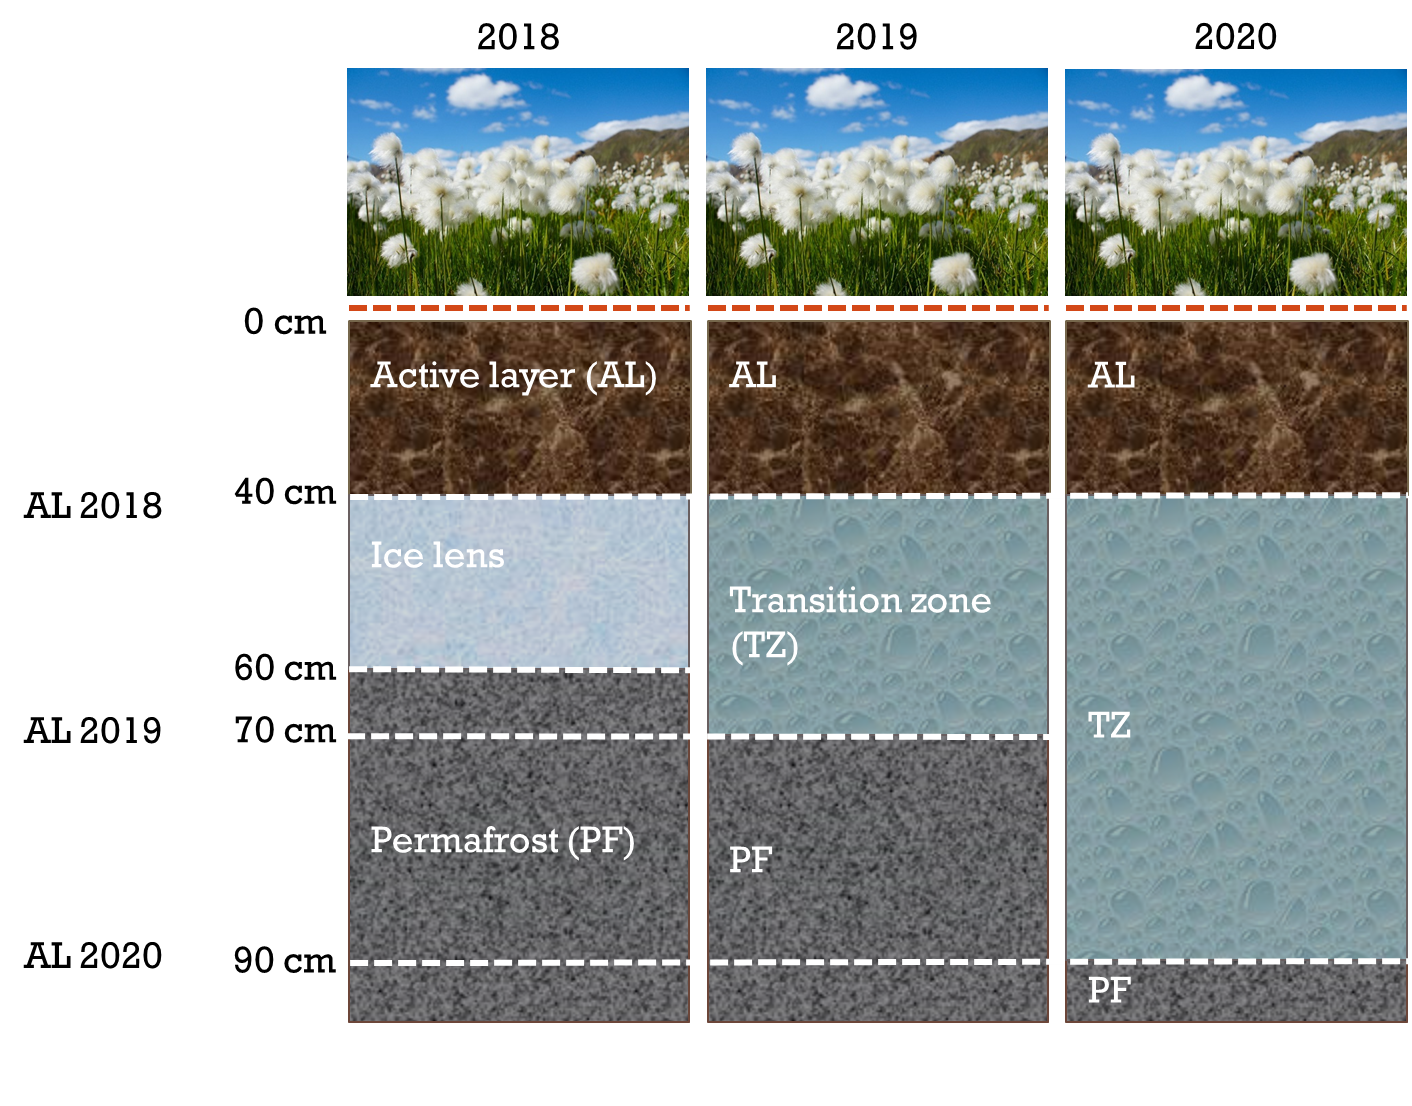 2018
2019
2020
0 cm
Active layer (AL)
AL
AL
AL 2018
40 cm
Ice lens
Transition zone
(TZ)
60 cm
AL 2019
70 cm
TZ
Permafrost (PF)
PF
AL 2020
90 cm
PF